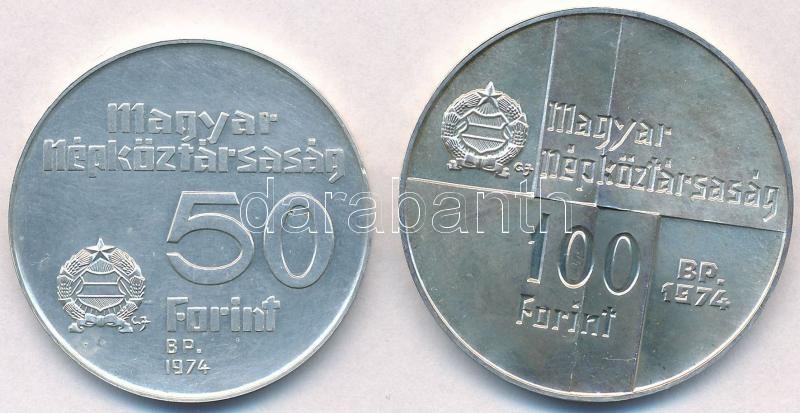 Magyar
Népköztársaság
50
Forint
BP.
1974
Magyar
Népköztársaság
100
Forint
BP.
1974
darabanth